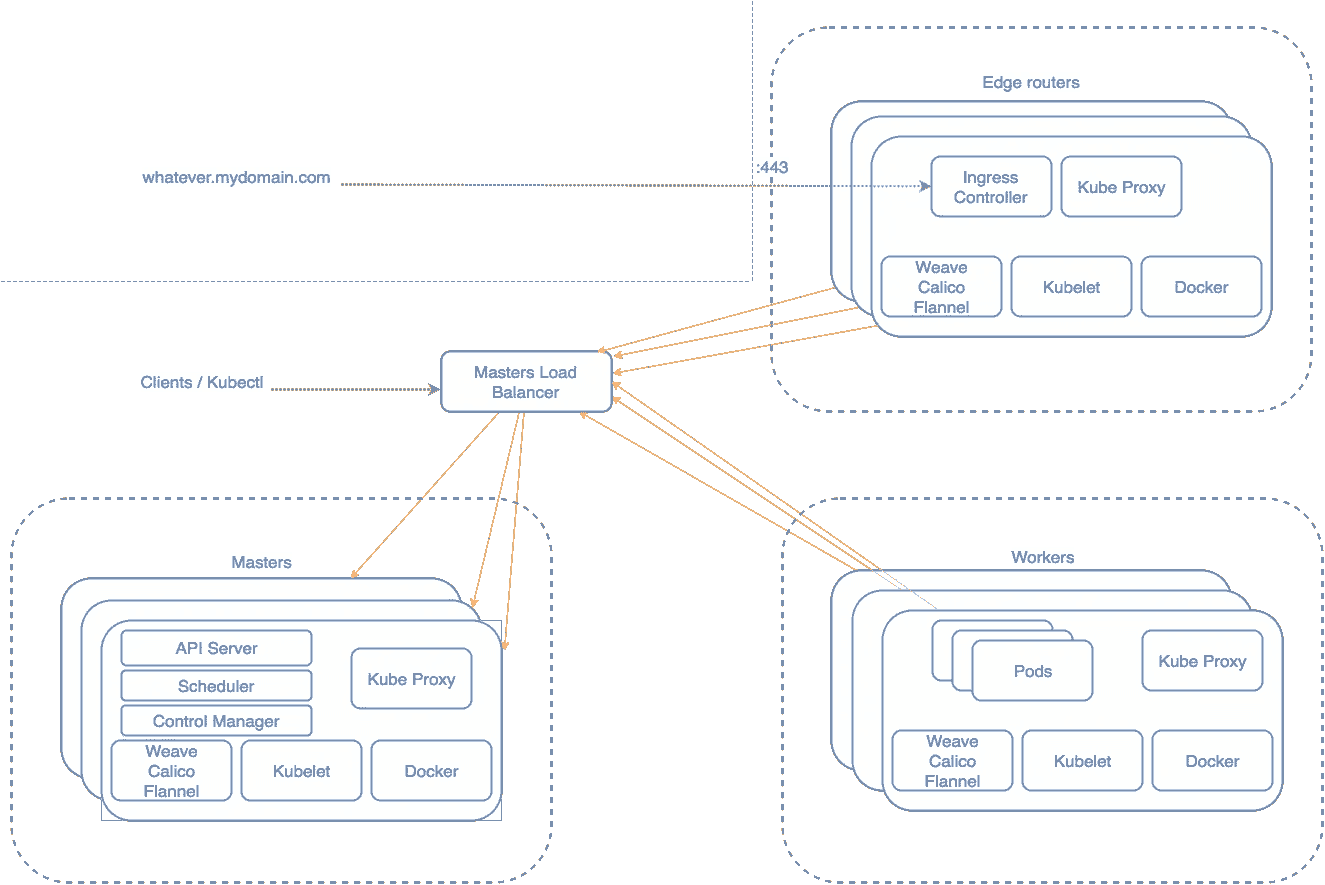 Edge routers
whatever.mydomain.com
:443
Ingress
Controller
Kube Proxy
Weave
Calico
Flannel
Kubelet
Docker
Clients / Kubectl
Masters Load
Balancer
Masters
API Server
Scheduler
Control Manager
Kube Proxy
Weave
Calico
Flannel
Kubelet
Docker
Workers
Pods
Kube Proxy
Weave
Calico
Flannel
Kubelet
Docker